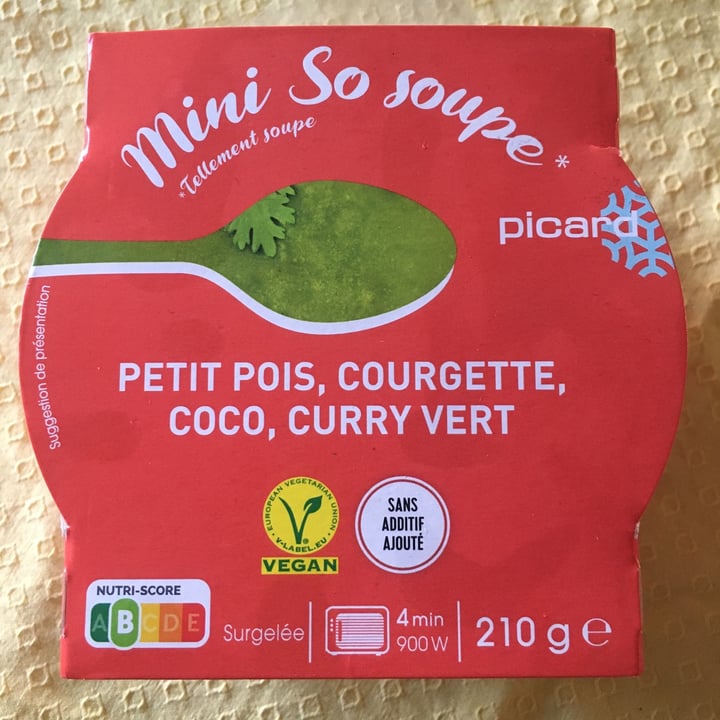 Mini So soupe*
*Tellement soupe
picard
Suggestion de présentation
PETIT POIS, COURGETTE,
COCO, CURRY VERT
EUROPEAN VEGETARIAN UNION
V-LABEL.EU
VEGAN
SANS
ADDITIF
AJOUTÉ
NUTRI-SCORE
A B C D E
Surgelée
4 min
900 W
210 g e